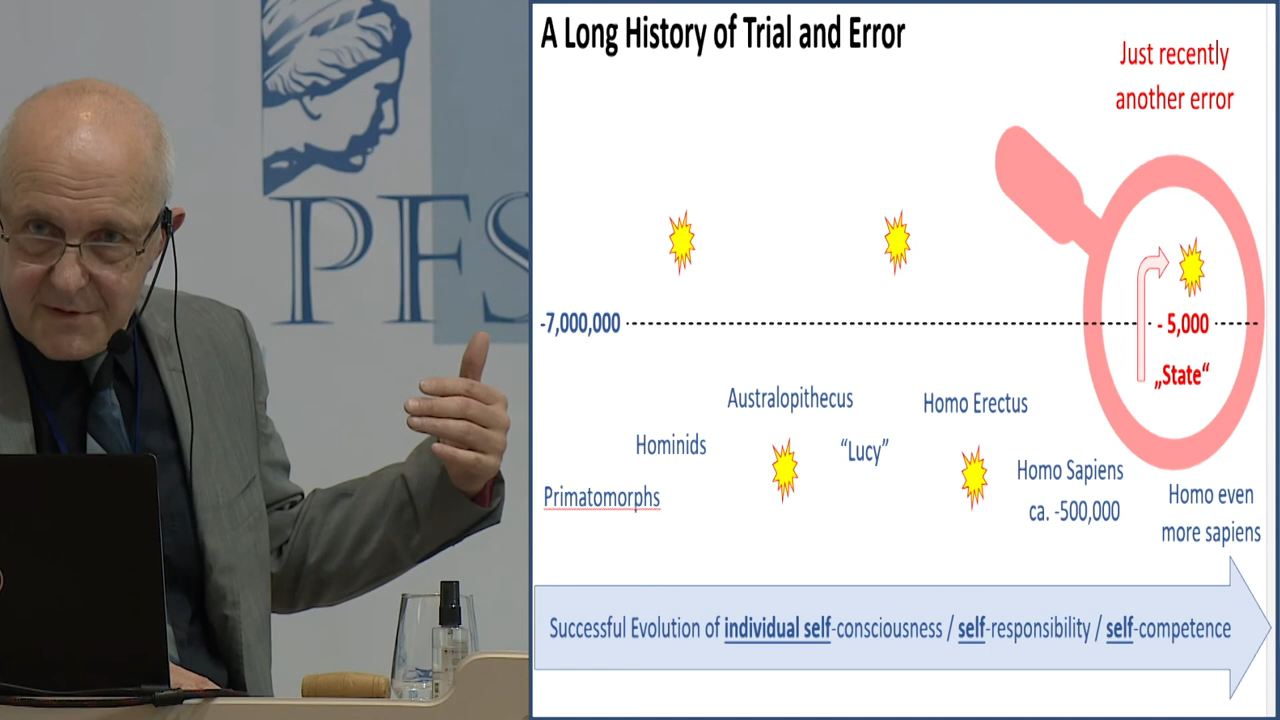 PFS
A Long History of Trial and Error
Just recently
another error
-7,000,000
- 5,000
„State“
Australopithecus
Homo Erectus
Hominids
“Lucy”
Homo Sapiens
ca. -500,000
Primatomorphs
Homo even
more sapiens
Successful Evolution of individual self-consciousness / self-responsibility / self-competence